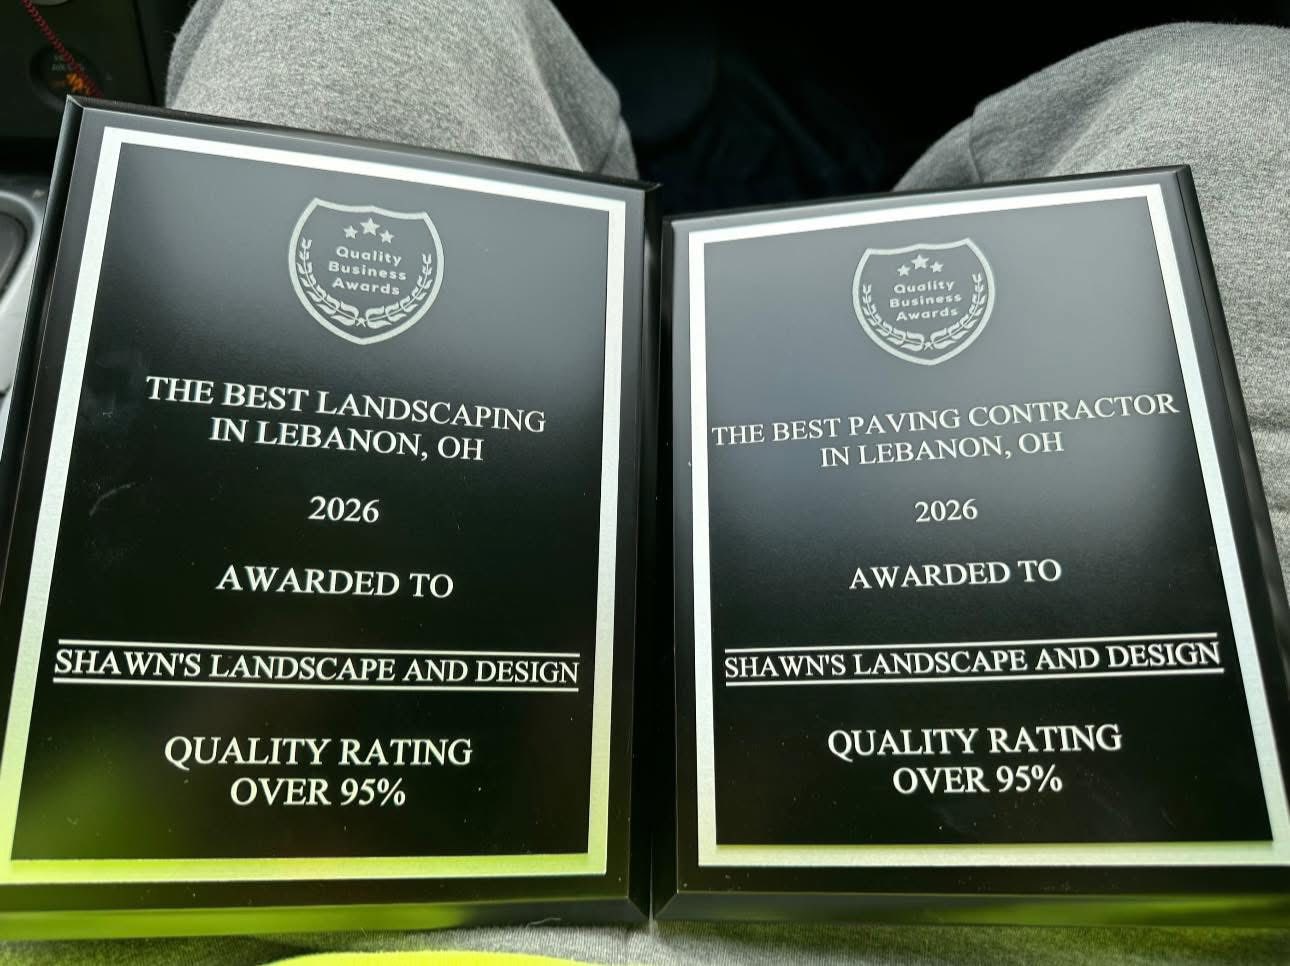 Quality
Business
Awards
THE BEST LANDSCAPING
IN LEBANON, OH
2026
AWARDED TO
SHAWN'S LANDSCAPE AND DESIGN
QUALITY RATING
OVER 95%
Quality
Business
Awards
THE BEST PAVING CONTRACTOR
IN LEBANON, OH
2026
AWARDED TO
SHAWN'S LANDSCAPE AND DESIGN
QUALITY RATING
OVER 95%